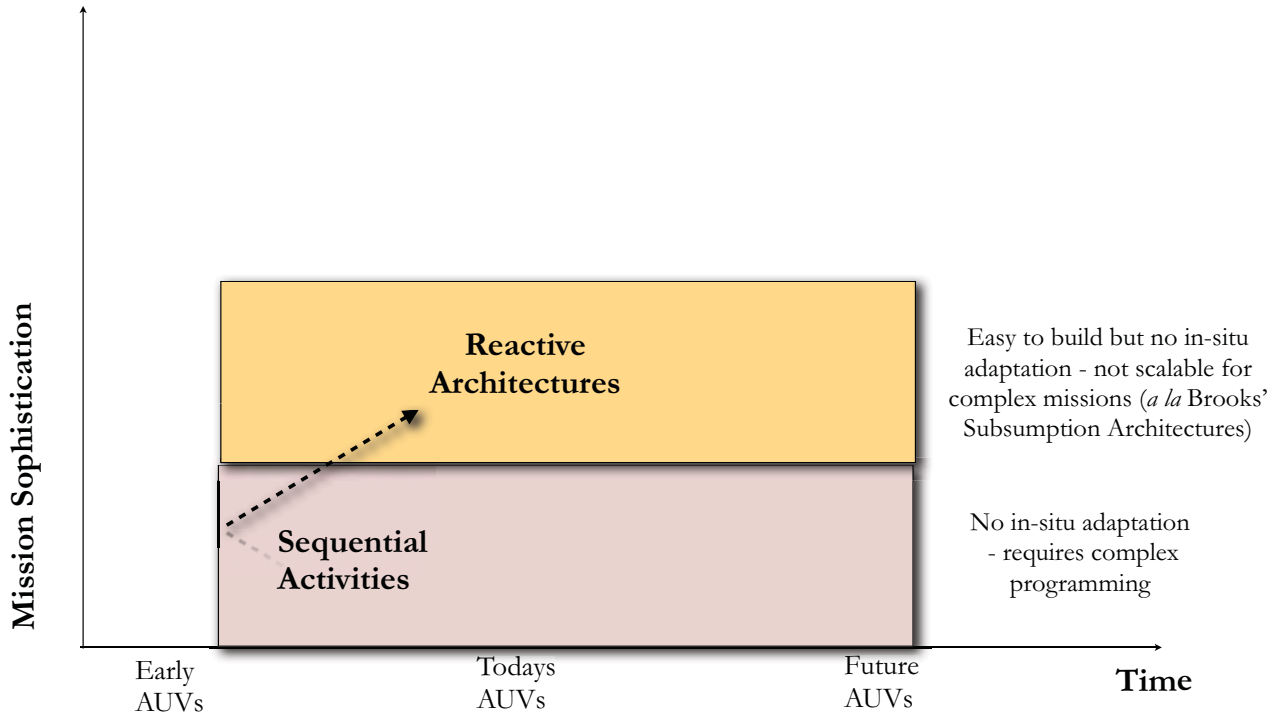 Mission Sophistication
Reactive
Architectures
Easy to build but no in-situ
adaptation - not scalable for
complex missions (a la Brooks’
Subsumption Architectures)
Sequential
Activities
No in-situ adaptation
- requires complex
programming
Early
AUVs
Todays
AUVs
Future
AUVs
Time